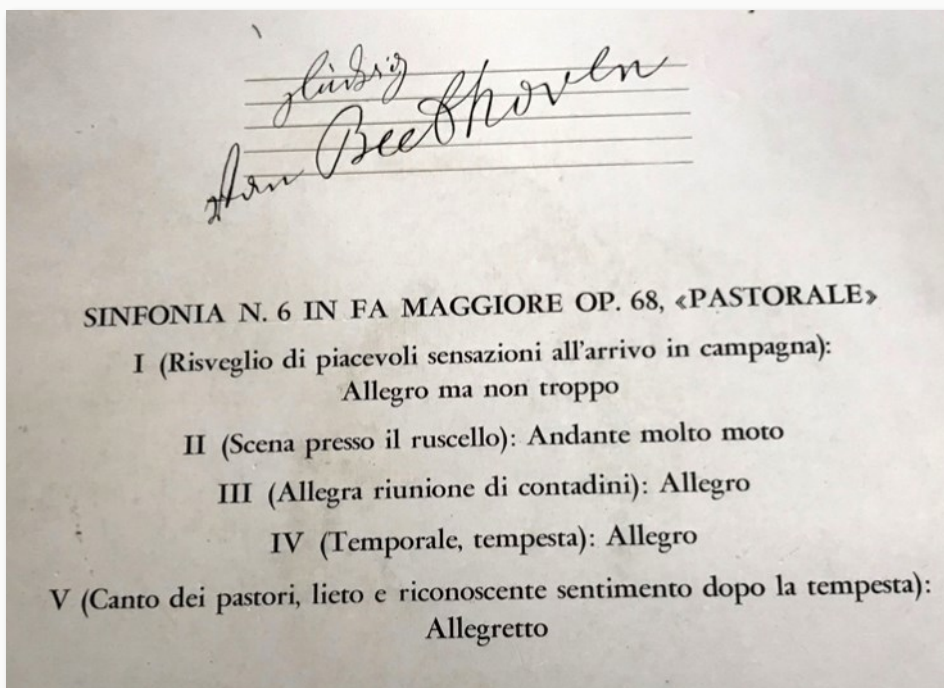 Beethoven
SINFONIA N. 6 IN FA MAGGIORE OP. 68, «PASTORALE»
I (Risveglio di piacevoli sensazioni all'arrivo in campagna):
Allegro ma non troppo
II (Scena presso il ruscello): Andante molto moto
III (Allegra riunione di contadini): Allegro
IV (Temporale, tempesta): Allegro
V (Canto dei pastori, lieto e riconoscente sentimento dopo la tempesta):
Allegretto